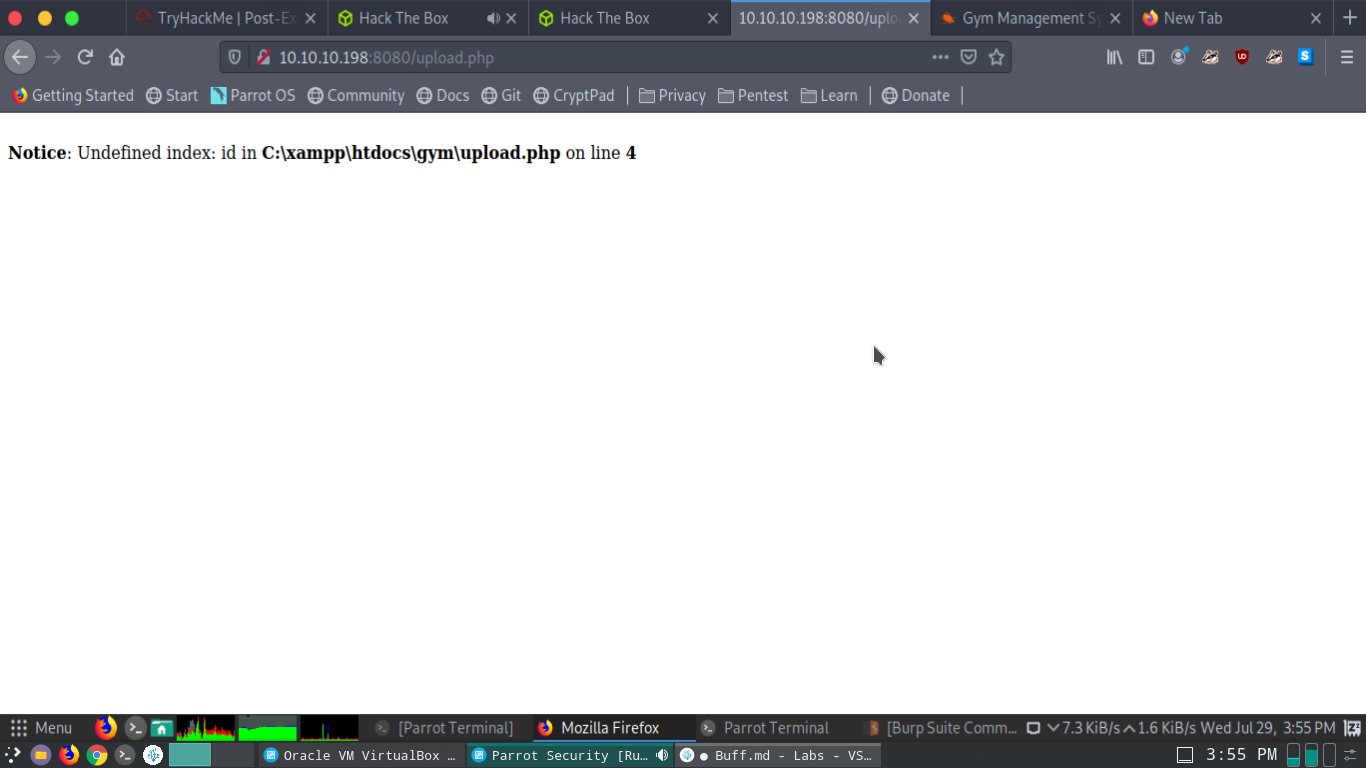 TryHackMe | Post-Ex
Hack The Box
Hack The Box
10.10.10.198:8080/uplo
Gym Management Sy
New Tab
10.10.10.198:8080/upload.php
Getting Started Start Parrot OS Community Docs Git CryptPad | Privacy Pentest Learn | Donate |
Notice: Undefined index: id in C:\xampp\htdocs\gym\upload.php on line 4
Menu [Parrot Terminal] Mozilla Firefox Parrot Terminal [Burp Suite Comm... 7.3 KiB/s 1.6 KiB/s Wed Jul 29, 3:55 PM
Oracle VM VirtualBox … Parrot Security [Ru… ● Buff.md - Labs - VS… 3:55 PM